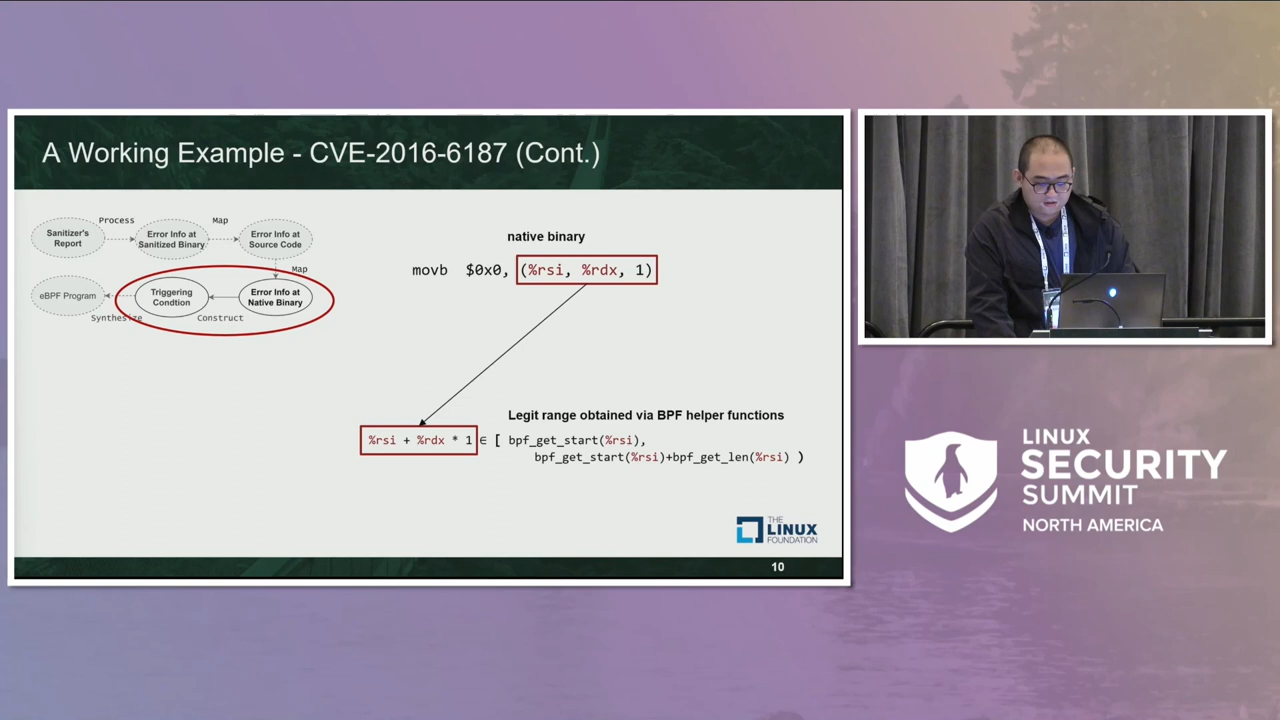 A Working Example - CVE-2016-6187 (Cont.)
Process
Map
Sanitizer's
Report
Error Info at
Sanitized Binary
Error Info at
Source Code
Map
eBPF Program
Triggering
Condtion
Error Info at
Native Binary
Synthesize
Construct
native binary
movb $0x0, (%rsi, %rdx, 1)
Legit range obtained via BPF helper functions
%rsi + %rdx * 1 ∈ [ bpf_get_start(%rsi),
bpf_get_start(%rsi)+bpf_get_len(%rsi) )
THE
LINUX
FOUNDATION
10
LINUX
SECURITY
SUMMIT
NORTH AMERICA